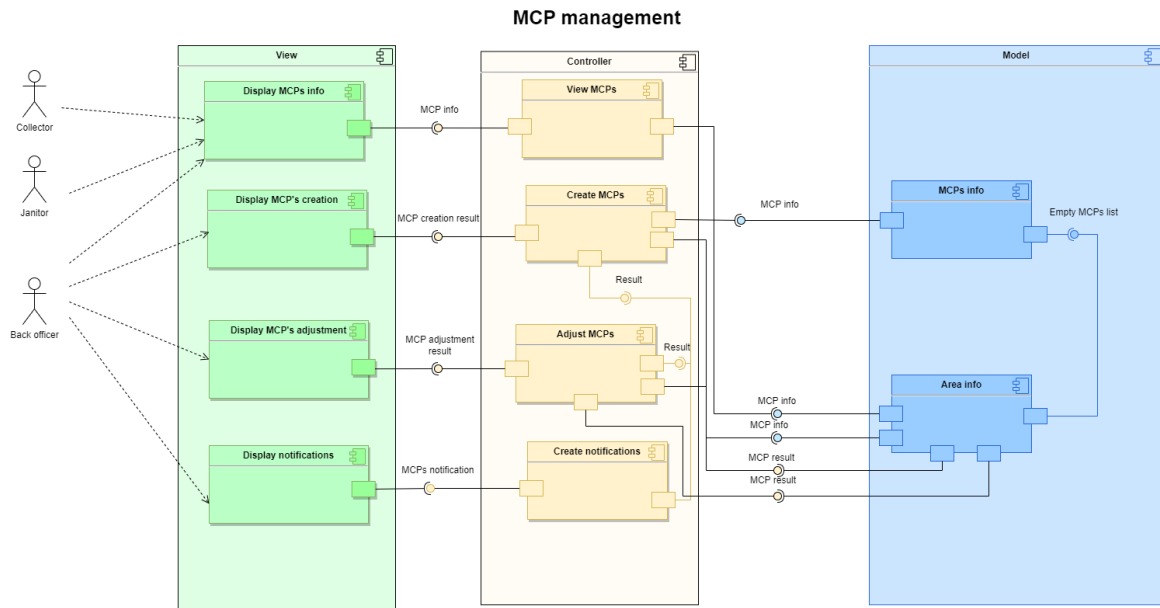 MCP management
View
Controller
Model
Collector
Janitor
Back officer
Display MCPs info
Display MCP's creation
Display MCP's adjustment
Display notifications
MCP info
MCP creation result
MCP adjustment
result
MCPs notification
View MCPs
Create MCPs
Result
Adjust MCPs
Result
Create notifications
MCP info
MCP info
MCP info
MCP result
MCP result
MCPs info
Empty MCPs list
Area info